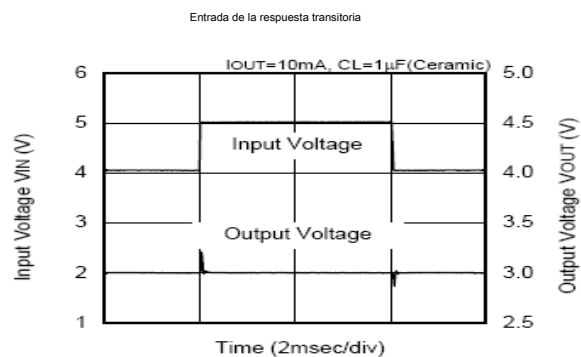 Entrada de la respuesta transitoria
IOUT=10mA, CL=1μF(Ceramic)
6
5
4
3
2
1
Input Voltage VIN (V)
Input Voltage
Output Voltage
5.0
4.5
4.0
3.5
3.0
2.5
Output Voltage VOUT (V)
Time (2msec/div)